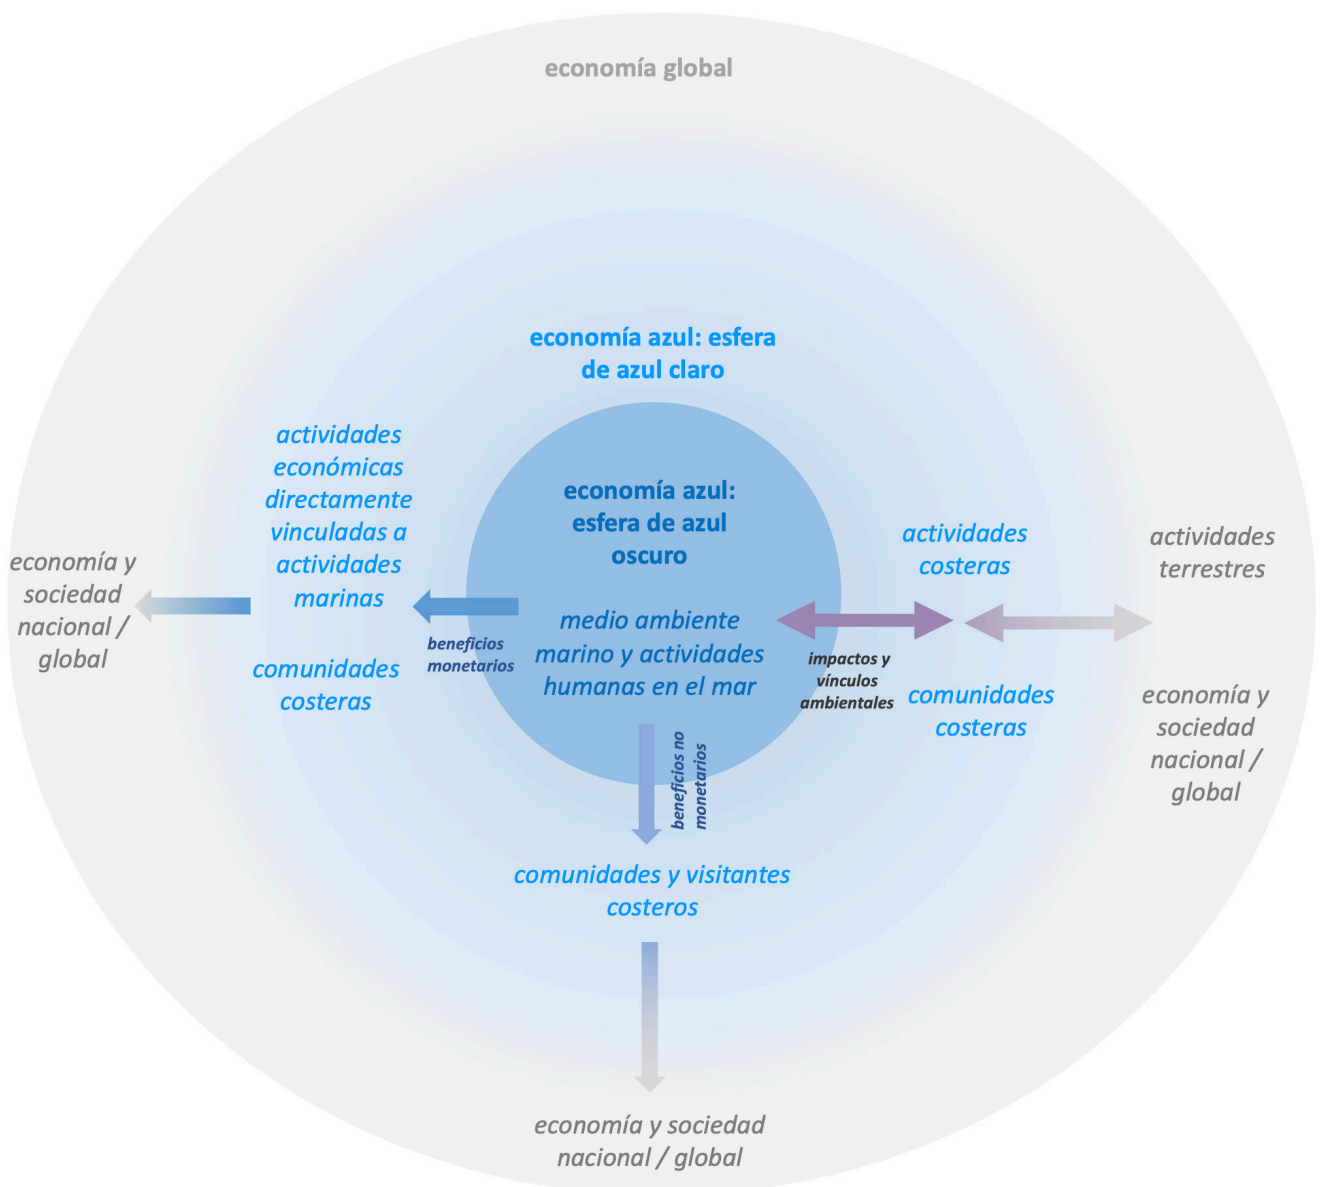 economía global
economía azul: esfera
de azul claro
actividades
económicas
directamente
vinculadas a
actividades
marinas
comunidades
costeras
economía y
sociedad
nacional /
global
beneficios
monetarios
economía azul:
esfera de azul
oscuro
medio ambiente
marino y actividades
humanas en el mar
impactos y
vínculos
ambientales
actividades
costeras
comunidades
costeras
actividades
terrestres
economía y
sociedad
nacional /
global
beneficios no
monetarios
comunidades y visitantes
costeros
economía y sociedad
nacional / global